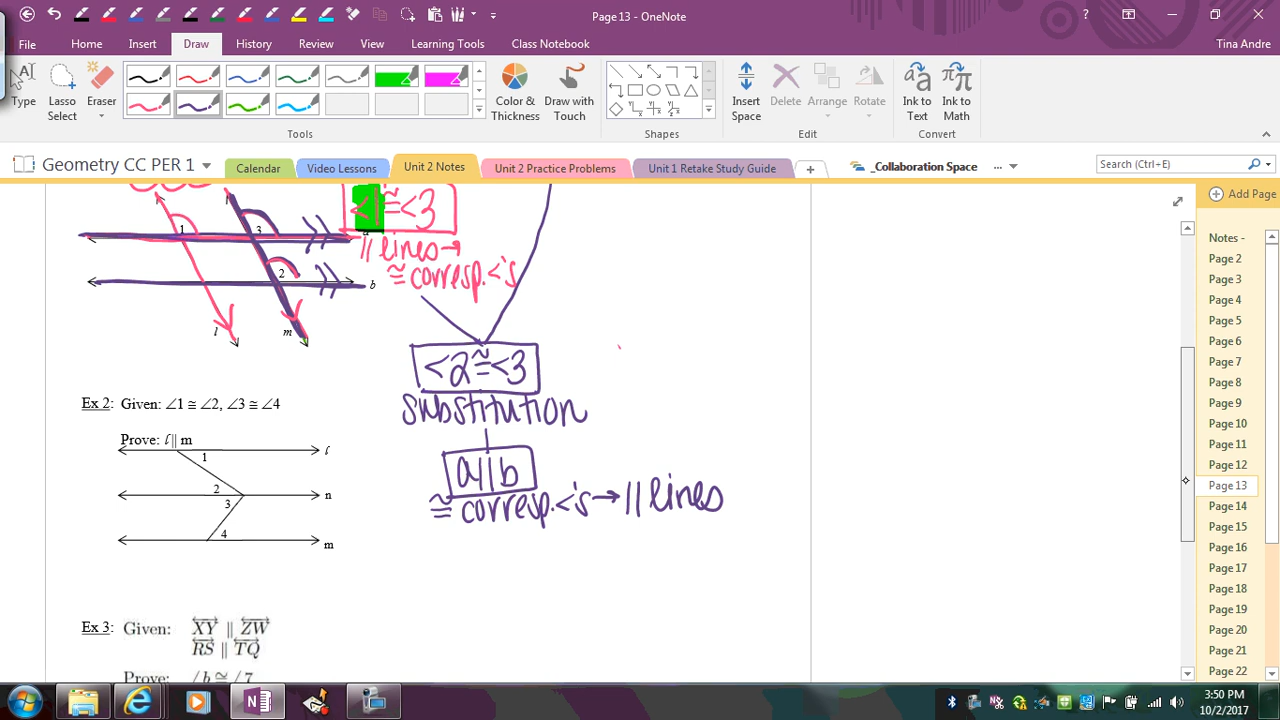 Page 13 - OneNote
?
File
Home
Insert
Draw
History
Review
View
Learning Tools
Class Notebook
Tina Andre
Type
Lasso Select
Eraser
Color & Thickness
Draw with Touch
Insert Space
Delete
Arrange
Rotate
Ink to Text
Ink to Math
Tools
Shapes
Edit
Convert
Geometry CC PER 1
Calendar
Video Lessons
Unit 2 Notes
Unit 2 Practice Problems
Unit 1 Retake Study Guide
_Collaboration Space
Search (Ctrl+E)
Add Page
<1≅<3
|| lines→
≅ corresp.<'s
1
3
a
2
b
l
m
<2≅<3
substitution
a||b
≅ corresp.<'s→|| lines
Ex 2: Given: ∠1 ≅ ∠2, ∠3 ≅ ∠4
Prove: ℓ || m
1
ℓ
2
n
3
4
m
Ex 3: Given: XY || ZW
RS || TQ
Prove: ∠b ≅ ∠7
Notes -
Page 2
Page 3
Page 4
Page 5
Page 6
Page 7
Page 8
Page 9
Page 10
Page 11
Page 12
Page 13
Page 14
Page 15
Page 16
Page 17
Page 18
Page 19
Page 20
Page 21
Page 22
3:50 PM
10/2/2017